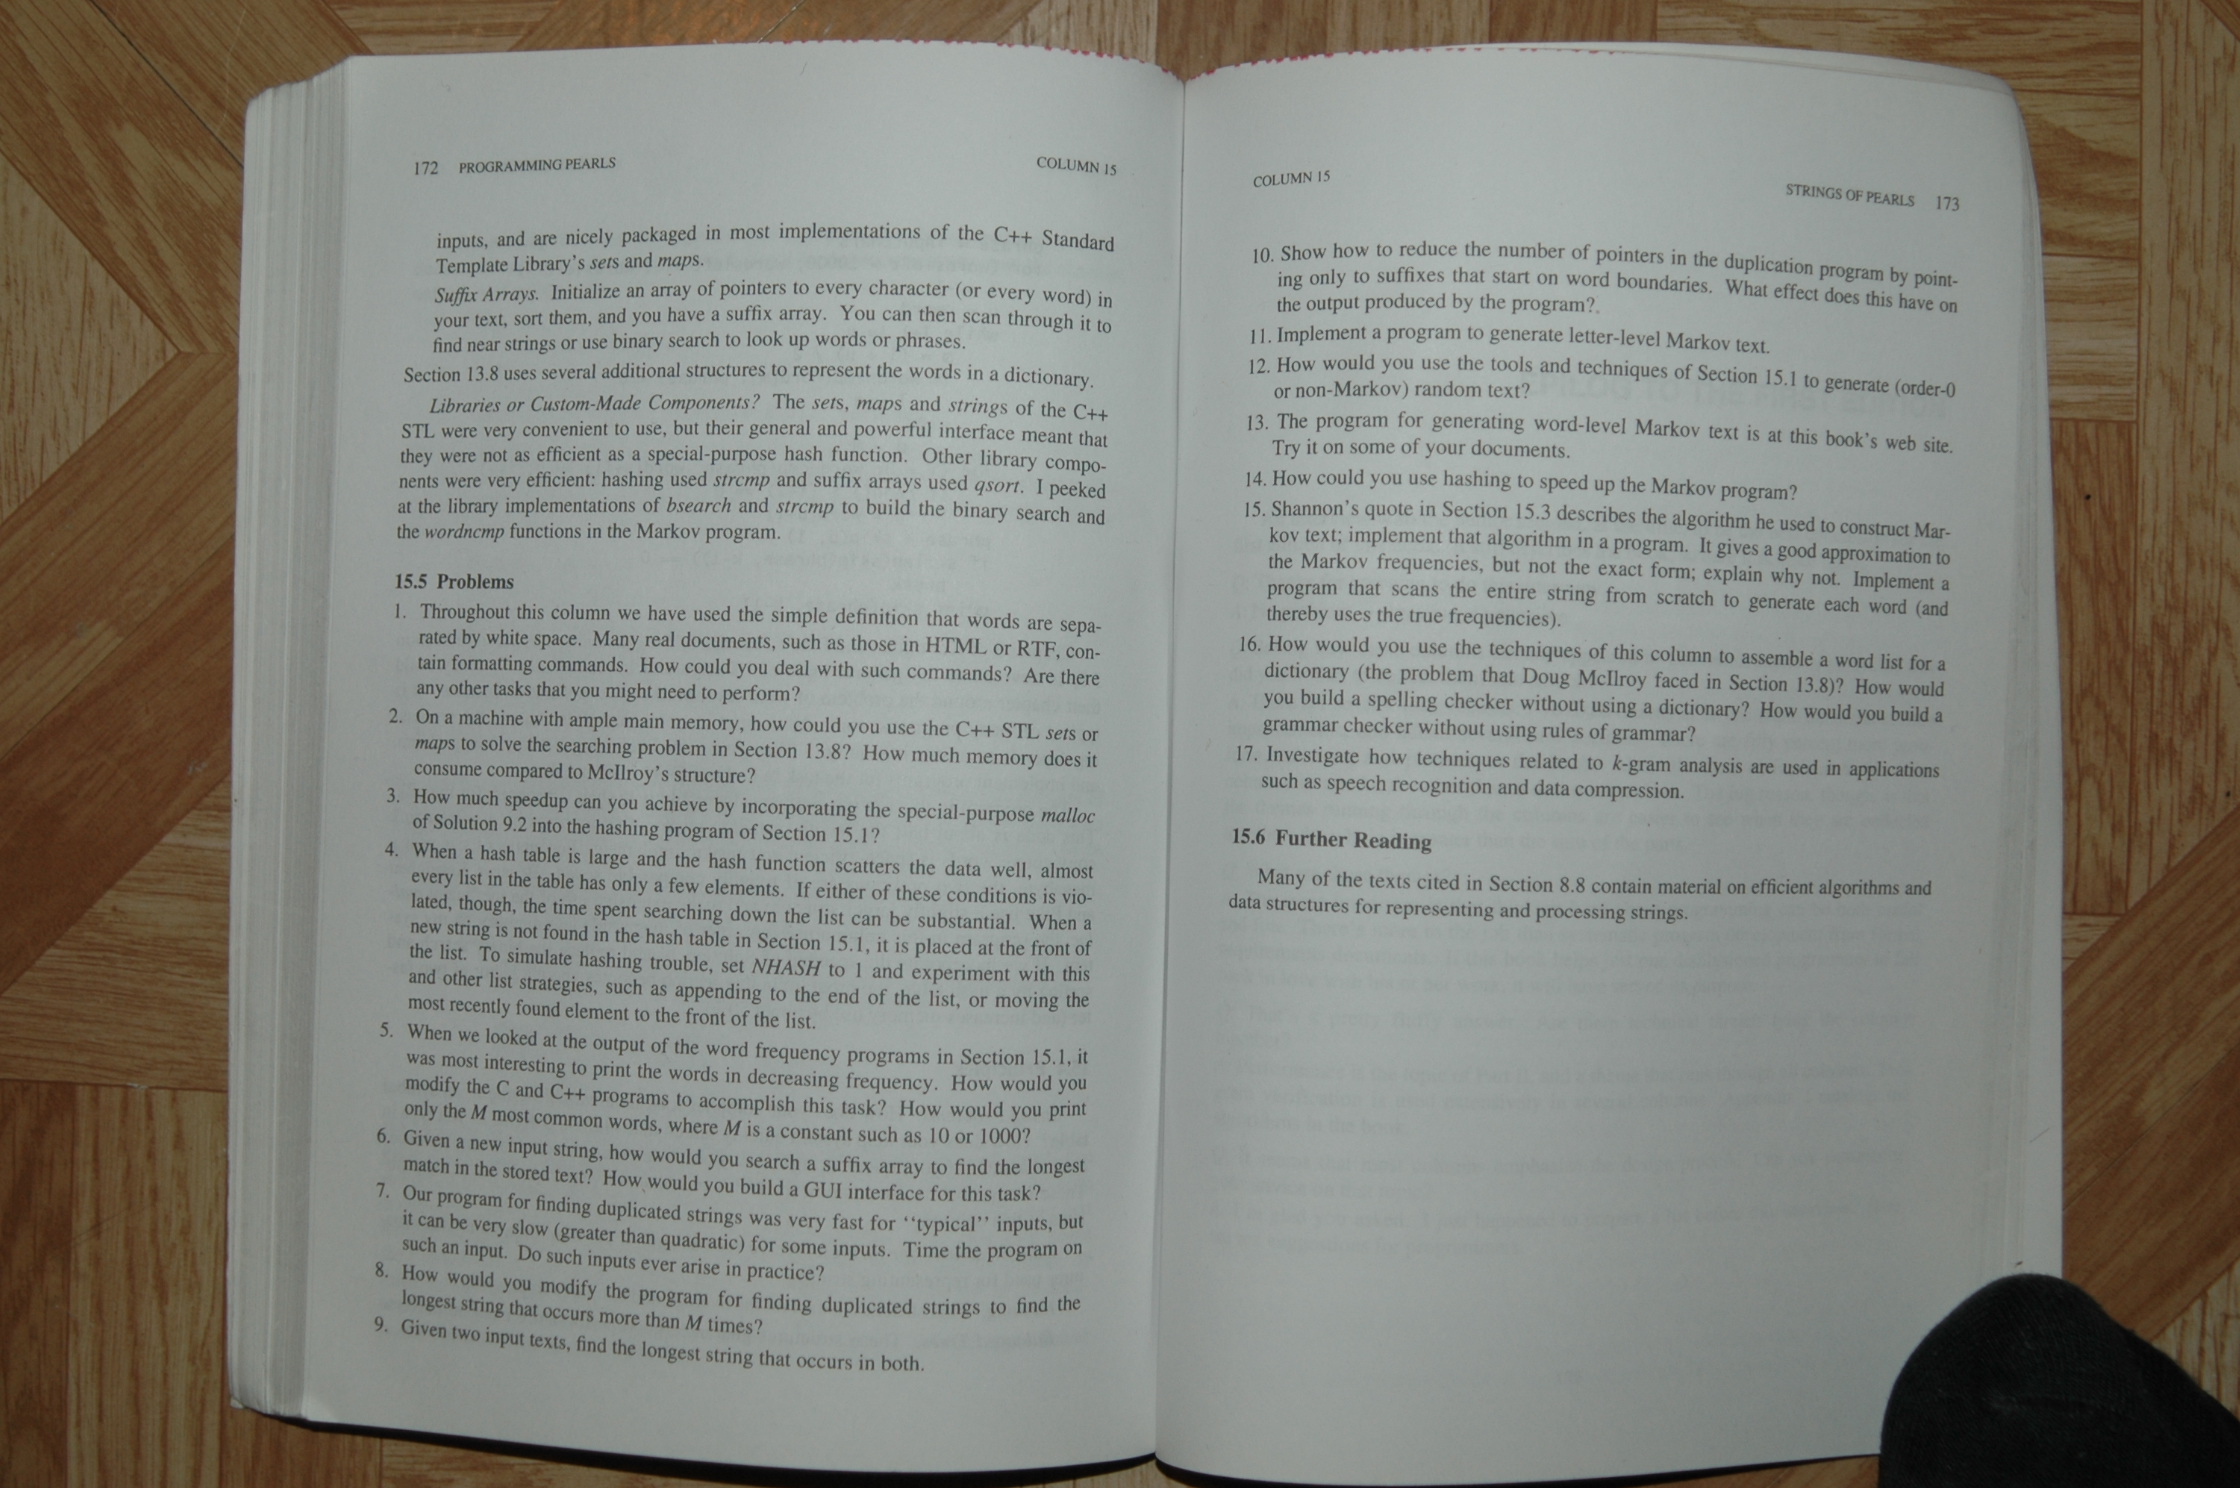 172 PROGRAMMING PEARLS COLUMN 15
inputs, and are nicely packaged in most implementations of the C++ Standard
Template Library's sets and maps.
Suffix Arrays. Initialize an array of pointers to every character (or every word) in
your text, sort them, and you have a suffix array. You can then scan through it to
find near strings or use binary search to look up words or phrases.
Section 13.8 uses several additional structures to represent the words in a dictionary.
Libraries or Custom-Made Components? The sets, maps and strings of the C++
STL were very convenient to use, but their general and powerful interface meant that
they were not as efficient as a special-purpose hash function. Other library compo-
nents were very efficient: hashing used strcmp and suffix arrays used qsort. I peeked
at the library implementations of bsearch and strcmp to build the binary search and
the wordncmp functions in the Markov program.
15.5 Problems
1. Throughout this column we have used the simple definition that words are sepa-
rated by white space. Many real documents, such as those in HTML or RTF, con-
tain formatting commands. How could you deal with such commands? Are there
any other tasks that you might need to perform?
2. On a machine with ample main memory, how could you use the C++ STL sets or
maps to solve the searching problem in Section 13.8? How much memory does it
consume compared to McIlroy's structure?
3. How much speedup can you achieve by incorporating the special-purpose malloc
of Solution 9.2 into the hashing program of Section 15.1?
4. When a hash table is large and the hash function scatters the data well, almost
every list in the table has only a few elements. If either of these conditions is vio-
lated, though, the time spent searching down the list can be substantial. When a
new string is not found in the hash table in Section 15.1, it is placed at the front of
the list. To simulate hashing trouble, set NHASH to 1 and experiment with this
and other list strategies, such as appending to the end of the list, or moving the
most recently found element to the front of the list.
5. When we looked at the output of the word frequency programs in Section 15.1, it
was most interesting to print the words in decreasing frequency. How would you
modify the C and C++ programs to accomplish this task? How would you print
only the M most common words, where M is a constant such as 10 or 1000?
6. Given a new input string, how would you search a suffix array to find the longest
match in the stored text? How would you build a GUI interface for this task?
7. Our program for finding duplicated strings was very fast for ‘‘typical’’ inputs, but
it can be very slow (greater than quadratic) for some inputs. Time the program on
such an input. Do such inputs ever arise in practice?
8. How would you modify the program for finding duplicated strings to find the
longest string that occurs more than M times?
9. Given two input texts, find the longest string that occurs in both.
COLUMN 15 STRINGS OF PEARLS 173
10. Show how to reduce the number of pointers in the duplication program by point-
ing only to suffixes that start on word boundaries. What effect does this have on
the output produced by the program?
11. Implement a program to generate letter-level Markov text.
12. How would you use the tools and techniques of Section 15.1 to generate (order-0
or non-Markov) random text?
13. The program for generating word-level Markov text is at this book's web site.
Try it on some of your documents.
14. How could you use hashing to speed up the Markov program?
15. Shannon's quote in Section 15.3 describes the algorithm he used to construct Mar-
kov text; implement that algorithm in a program. It gives a good approximation to
the Markov frequencies, but not the exact form; explain why not. Implement a
program that scans the entire string from scratch to generate each word (and
thereby uses the true frequencies).
16. How would you use the techniques of this column to assemble a word list for a
dictionary (the problem that Doug McIlroy faced in Section 13.8)? How would
you build a spelling checker without using a dictionary? How would you build a
grammar checker without using rules of grammar?
17. Investigate how techniques related to k-gram analysis are used in applications
such as speech recognition and data compression.
15.6 Further Reading
Many of the texts cited in Section 8.8 contain material on efficient algorithms and
data structures for representing and processing strings.